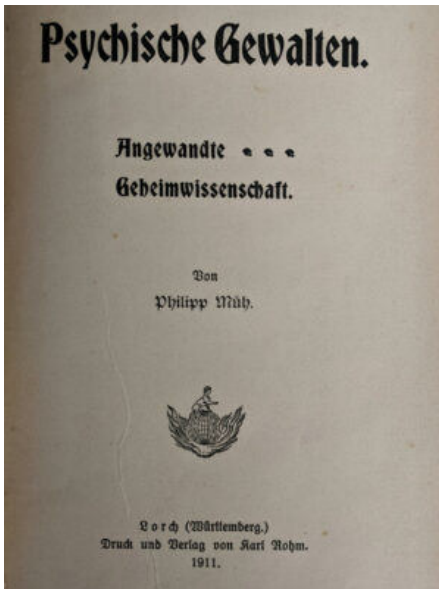 Psychische Gewalten.
Angewandte
Geheimwissenschaft.
Von
Philipp Müh.
Lorch (Württemberg.)
Druck und Verlag von Karl Rohm.
1911.